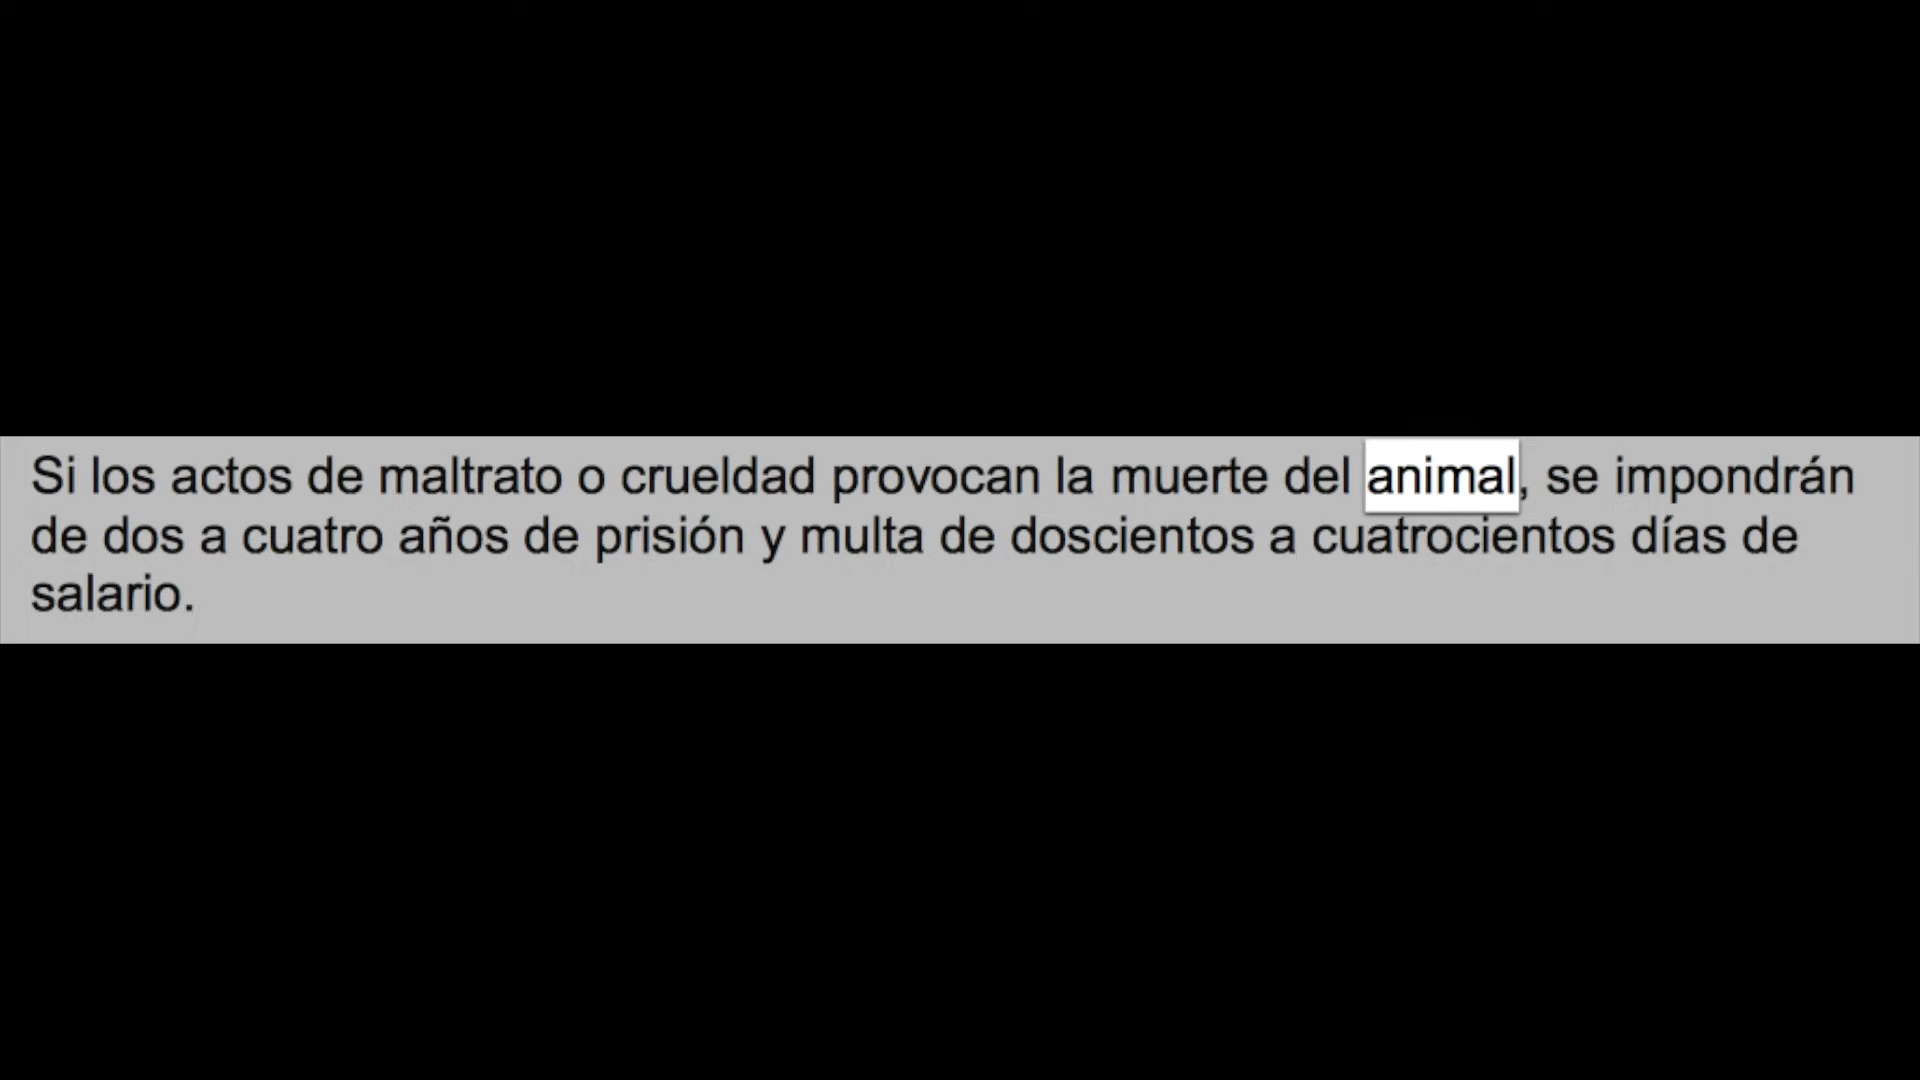 Si los actos de maltrato o crueldad provocan la muerte del animal, se impondrán
de dos a cuatro años de prisión y multa de doscientos a cuatrocientos días de
salario.